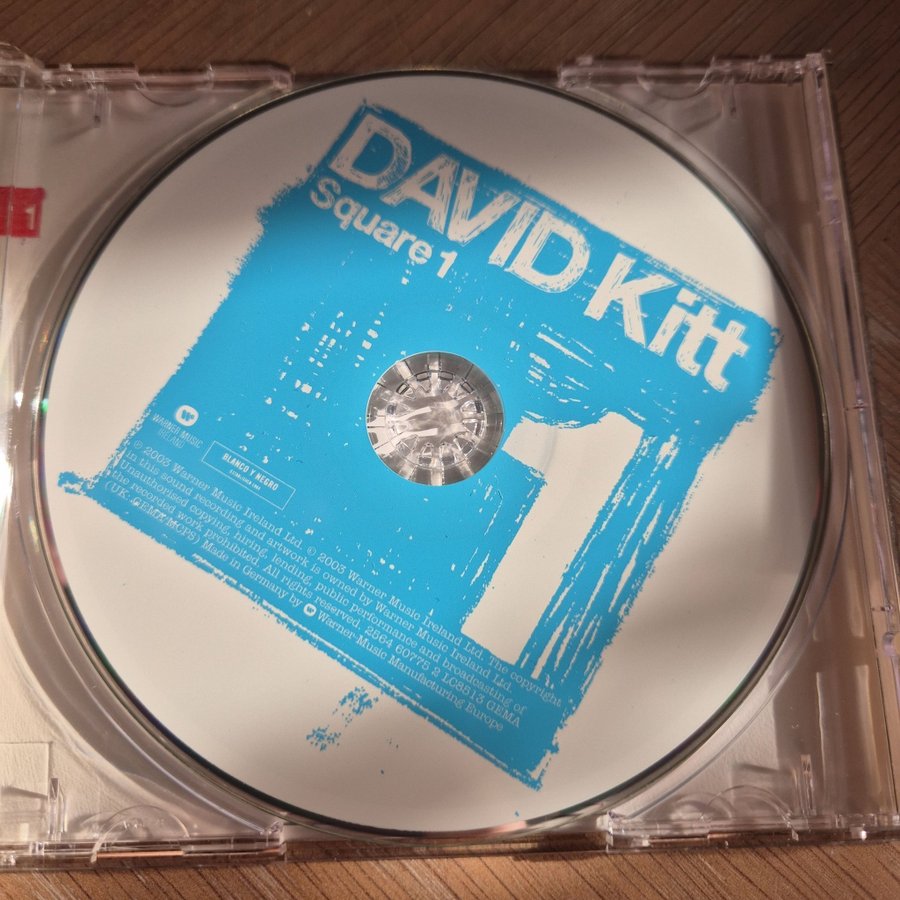 DAVID Kitt
Square 1
1
1
WARNER MUSIC
IRELAND
BLANCO Y NEGRO
℗ 2003 Warner Music Ireland Ltd. © 2003 Warner Music Ireland Ltd. The copyright
in this sound recording and artwork is owned by Warner Music Ireland Ltd.
Unauthorised copying, hiring, lending, public performance and broadcasting of
the recorded work prohibited. All rights reserved. 2564 60775 2 LC8513 GEMA
(UK: GEMA/MCPS) Made in Germany by Warner-Music Manufacturing Europe